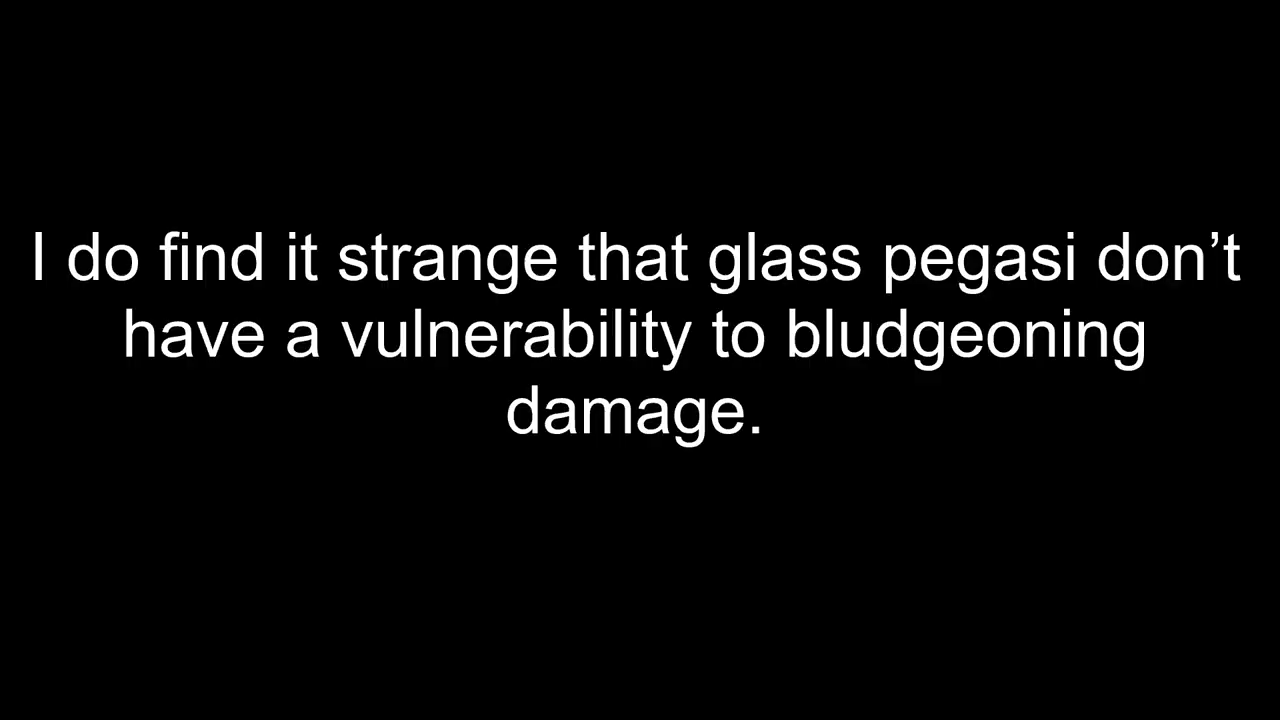 I do find it strange that glass pegasi don’t
have a vulnerability to bludgeoning
damage.